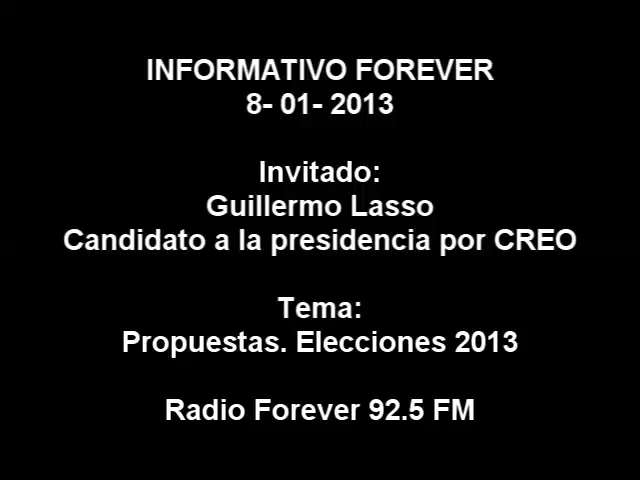 INFORMATIVO FOREVER
8- 01- 2013
Invitado:
Guillermo Lasso
Candidato a la presidencia por CREO
Tema:
Propuestas. Elecciones 2013
Radio Forever 92.5 FM